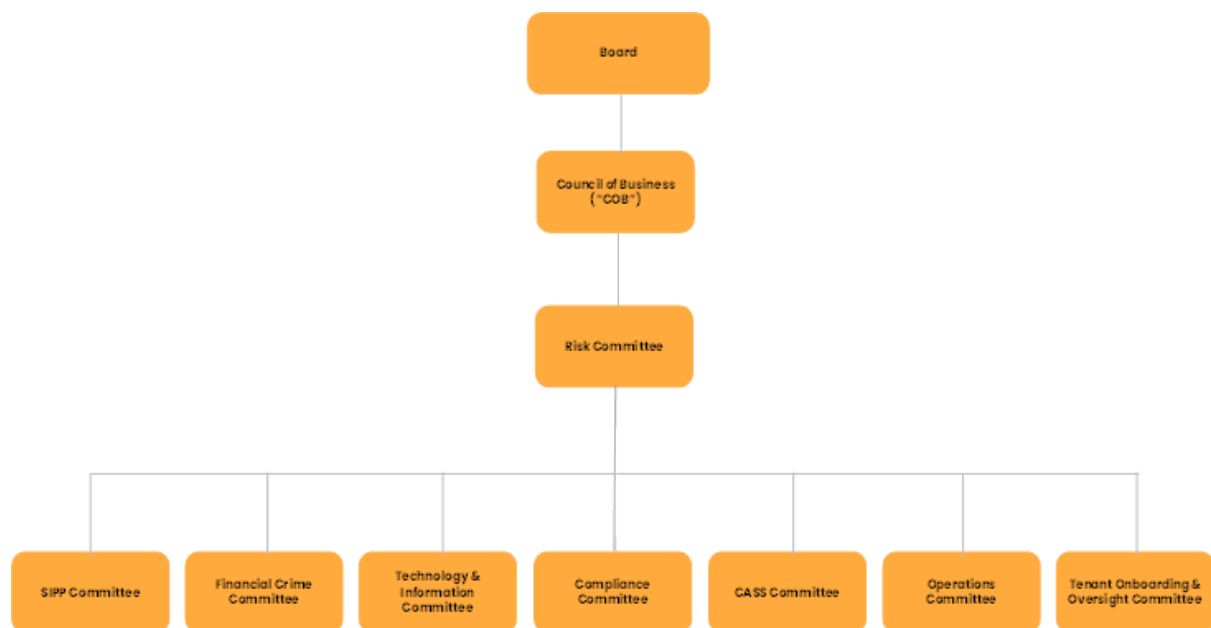 Board
Council of Business
("COB")
Risk Committee
SIPP Committee
Financial Crime
Committee
Technology &
Information
Committee
Compliance
Committee
CASS Committee
Operations
Committee
Tenant Onboarding &
Oversight Committee